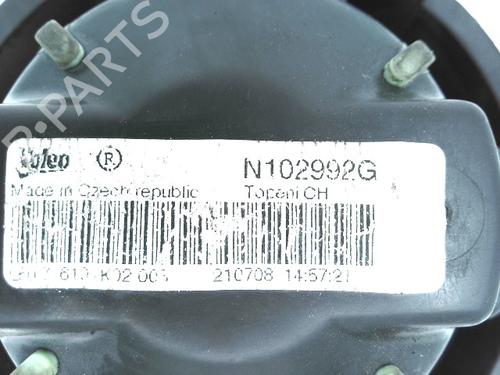 Valeo ® N102992G
Made in Czech republic Topeni CH
210708 14:57:21
B-PARTS